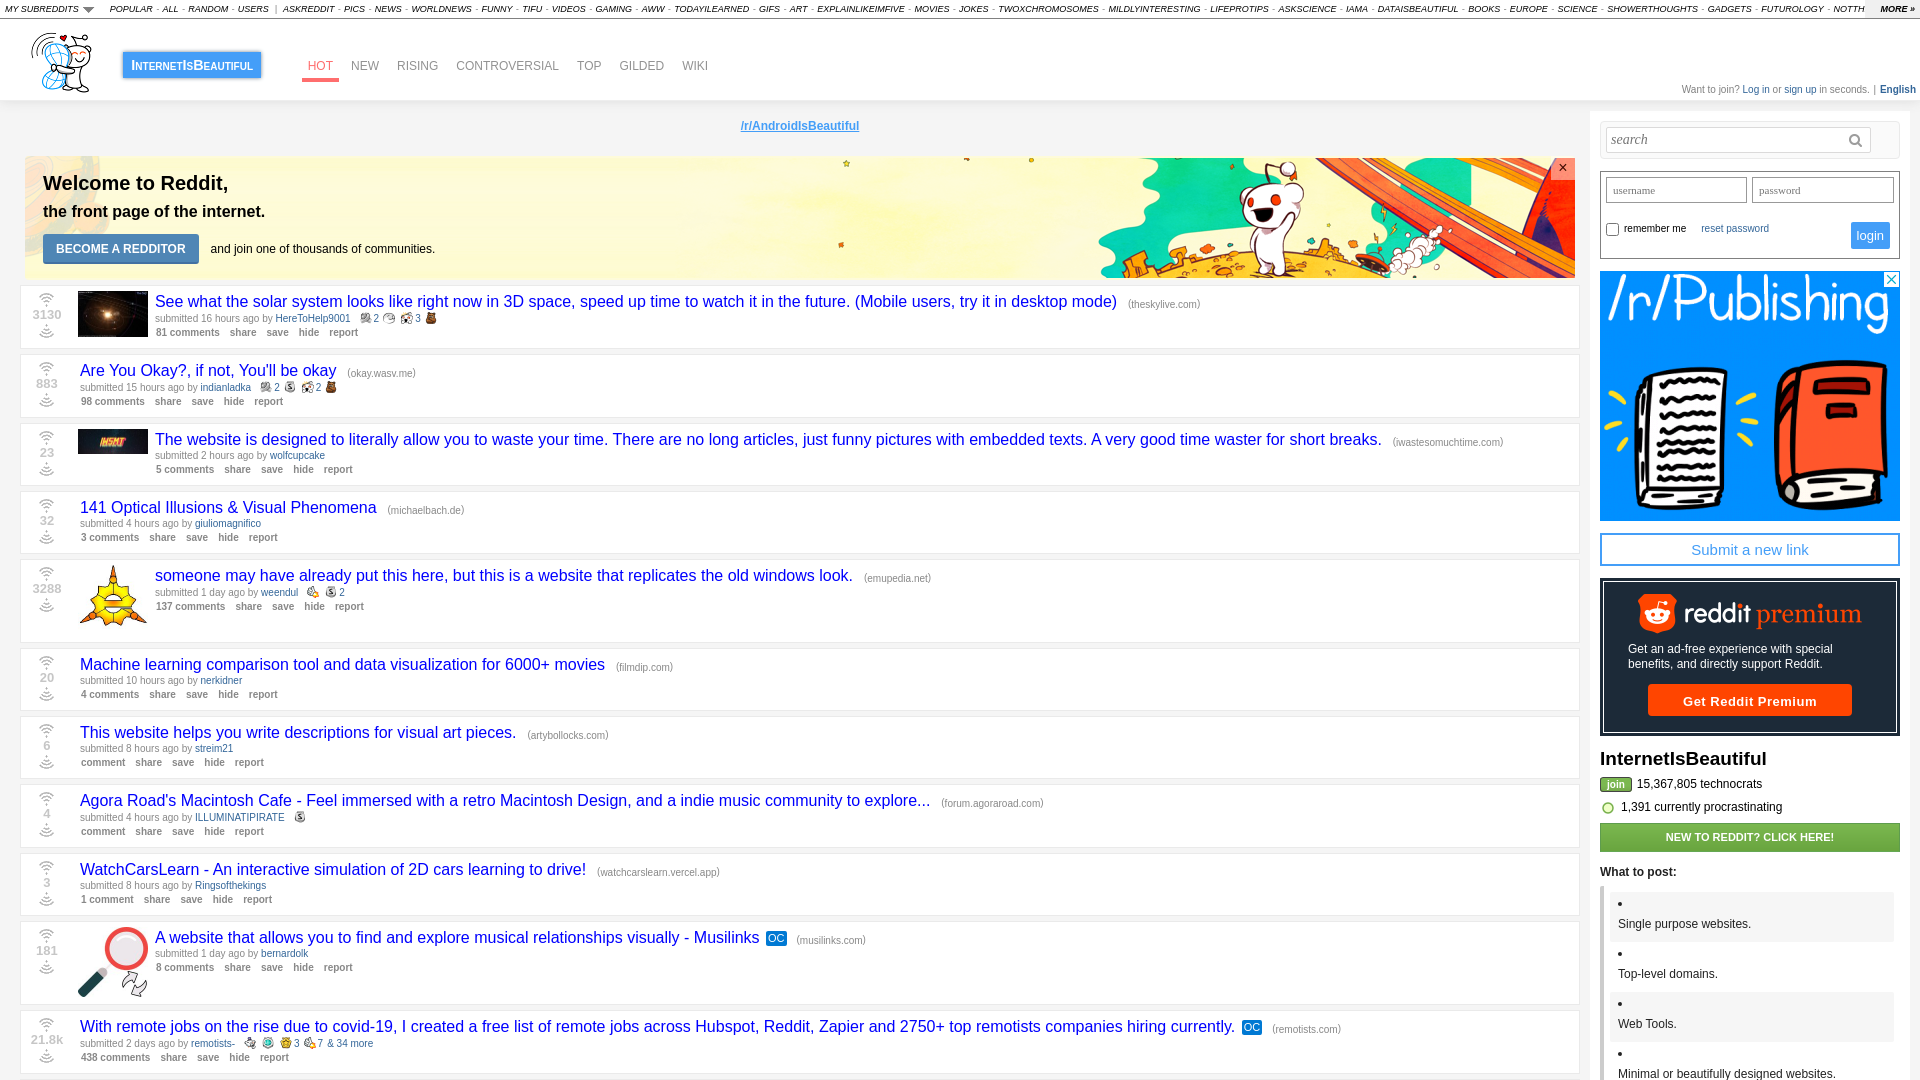 MY SUBREDDITS POPULAR - ALL - RANDOM - USERS | ASKREDDIT - PICS - NEWS - WORLDNEWS - FUNNY - TIFU - VIDEOS - GAMING - AWW - TODAYILEARNED - GIFS - ART - EXPLAINLIKEIMFIVE - MOVIES - JOKES - TWOXCHROMOSOMES - MILDLYINTERESTING - LIFEPROTIPS - ASKSCIENCE - IAMA - DATAISBEAUTIFUL - BOOKS - EUROPE - SCIENCE - SHOWERTHOUGHTS - GADGETS - FUTUROLOGY - NOTTH MORE »
INTERNETISBEAUTIFUL HOT NEW RISING CONTROVERSIAL TOP GILDED WIKI
Want to join? Log in or sign up in seconds. | English
/r/AndroidIsBeautiful
Welcome to Reddit,
the front page of the internet.
BECOME A REDDITOR and join one of thousands of communities.
×
3130
See what the solar system looks like right now in 3D space, speed up time to watch it in the future. (Mobile users, try it in desktop mode) (theskylive.com)
submitted 16 hours ago by HereToHelp9001 2 3
81 comments share save hide report
883
Are You Okay?, if not, You'll be okay (okay.wasv.me)
submitted 15 hours ago by indianladka 2 2
98 comments share save hide report
23
IWSMT
The website is designed to literally allow you to waste your time. There are no long articles, just funny pictures with embedded texts. A very good time waster for short breaks. (iwastesomuchtime.com)
submitted 2 hours ago by wolfcupcake
5 comments share save hide report
32
141 Optical Illusions & Visual Phenomena (michaelbach.de)
submitted 4 hours ago by giuliomagnifico
3 comments share save hide report
3288
someone may have already put this here, but this is a website that replicates the old windows look. (emupedia.net)
submitted 1 day ago by weendul 2
137 comments share save hide report
20
Machine learning comparison tool and data visualization for 6000+ movies (filmdip.com)
submitted 10 hours ago by nerkidner
4 comments share save hide report
6
This website helps you write descriptions for visual art pieces. (artybollocks.com)
submitted 8 hours ago by streim21
comment share save hide report
4
Agora Road's Macintosh Cafe - Feel immersed with a retro Macintosh Design, and a indie music community to explore... (forum.agoraroad.com)
submitted 4 hours ago by ILLUMINATIPIRATE
comment share save hide report
3
WatchCarsLearn - An interactive simulation of 2D cars learning to drive! (watchcarslearn.vercel.app)
submitted 8 hours ago by Ringsofthekings
1 comment share save hide report
181
A website that allows you to find and explore musical relationships visually - Musilinks OC (musilinks.com)
submitted 1 day ago by bernardolk
8 comments share save hide report
21.8k
With remote jobs on the rise due to covid-19, I created a free list of remote jobs across Hubspot, Reddit, Zapier and 2750+ top remotists companies hiring currently. OC (remotists.com)
submitted 2 days ago by remotists- 3 7 & 34 more
438 comments share save hide report
search
username password
remember me reset password login
/r/Publishing
Submit a new link
reddit premium
Get an ad-free experience with special
benefits, and directly support Reddit.
Get Reddit Premium
InternetIsBeautiful
join 15,367,805 technocrats
1,391 currently procrastinating
NEW TO REDDIT? CLICK HERE!
What to post:
Single purpose websites.
Top-level domains.
Web Tools.
Minimal or beautifully designed websites.